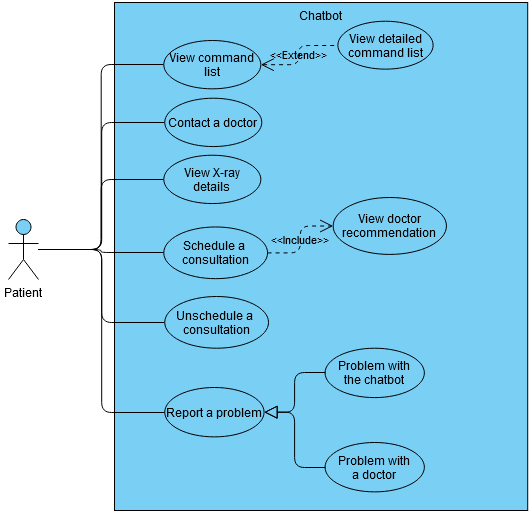 Chatbot
View command
list
<<Extend>>
View detailed
command list
Contact a doctor
View X-ray
details
Schedule a
consultation
<<Include>>
View doctor
recommendation
Patient
Unschedule a
consultation
Report a problem
Problem with
the chatbot
Problem with
a doctor